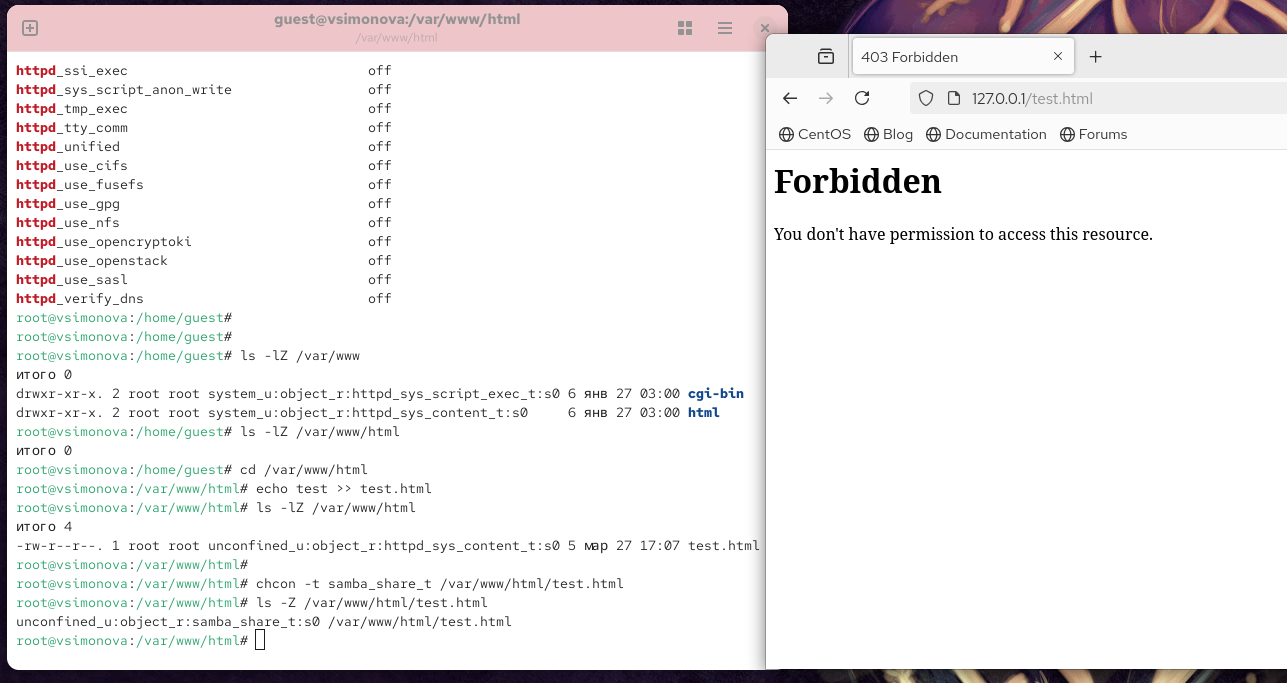 guest@vsimonova:/var/www/html
/var/www/html
httpd_ssi_exec off
httpd_sys_script_anon_write off
httpd_tmp_exec off
httpd_tty_comm off
httpd_unified off
httpd_use_cifs off
httpd_use_fusefs off
httpd_use_gpg off
httpd_use_nfs off
httpd_use_opencryptoki off
httpd_use_openstack off
httpd_use_sasl off
httpd_verify_dns off
root@vsimonova:/home/guest#
root@vsimonova:/home/guest#
root@vsimonova:/home/guest# ls -lZ /var/www
итого 0
drwxr-xr-x. 2 root root system_u:object_r:httpd_sys_script_exec_t:s0 6 янв 27 03:00 cgi-bin
drwxr-xr-x. 2 root root system_u:object_r:httpd_sys_content_t:s0 6 янв 27 03:00 html
root@vsimonova:/home/guest# ls -lZ /var/www/html
итого 0
root@vsimonova:/home/guest# cd /var/www/html
root@vsimonova:/var/www/html# echo test >> test.html
root@vsimonova:/var/www/html# ls -lZ /var/www/html
итого 4
-rw-r--r--. 1 root root unconfined_u:object_r:httpd_sys_content_t:s0 5 мар 27 17:07 test.html
root@vsimonova:/var/www/html#
root@vsimonova:/var/www/html# chcon -t samba_share_t /var/www/html/test.html
root@vsimonova:/var/www/html# ls -Z /var/www/html/test.html
unconfined_u:object_r:samba_share_t:s0 /var/www/html/test.html
root@vsimonova:/var/www/html#
403 Forbidden
127.0.0.1/test.html
CentOS Blog Documentation Forums
Forbidden
You don't have permission to access this resource.